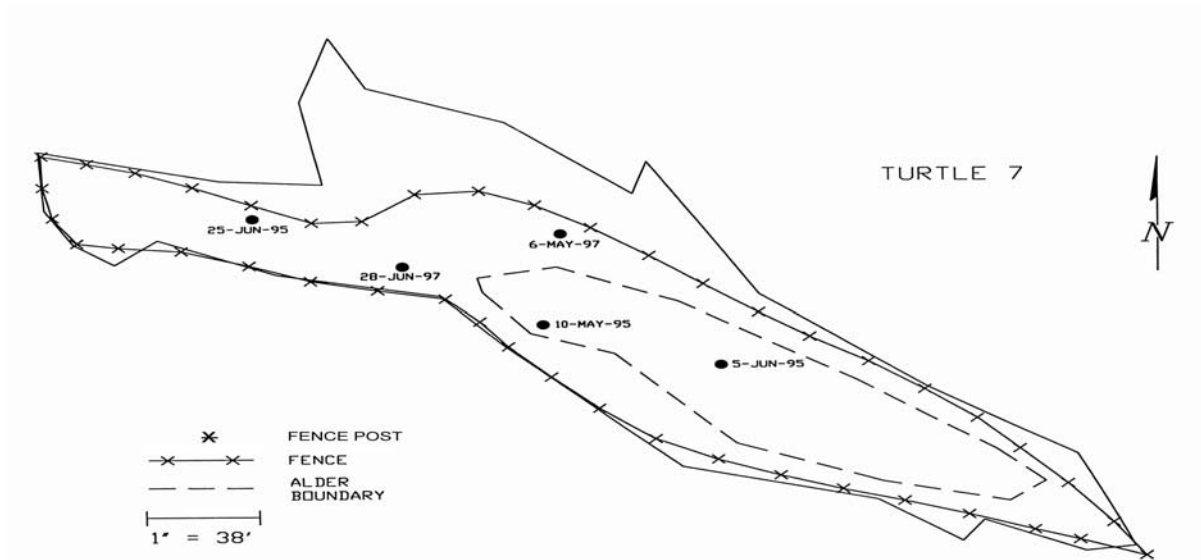 TURTLE 7
N
25-JUN-95
6-MAY-97
28-JUN-97
10-MAY-95
5-JUN-95
FENCE POST
FENCE
ALDER
BOUNDARY
1" = 38'